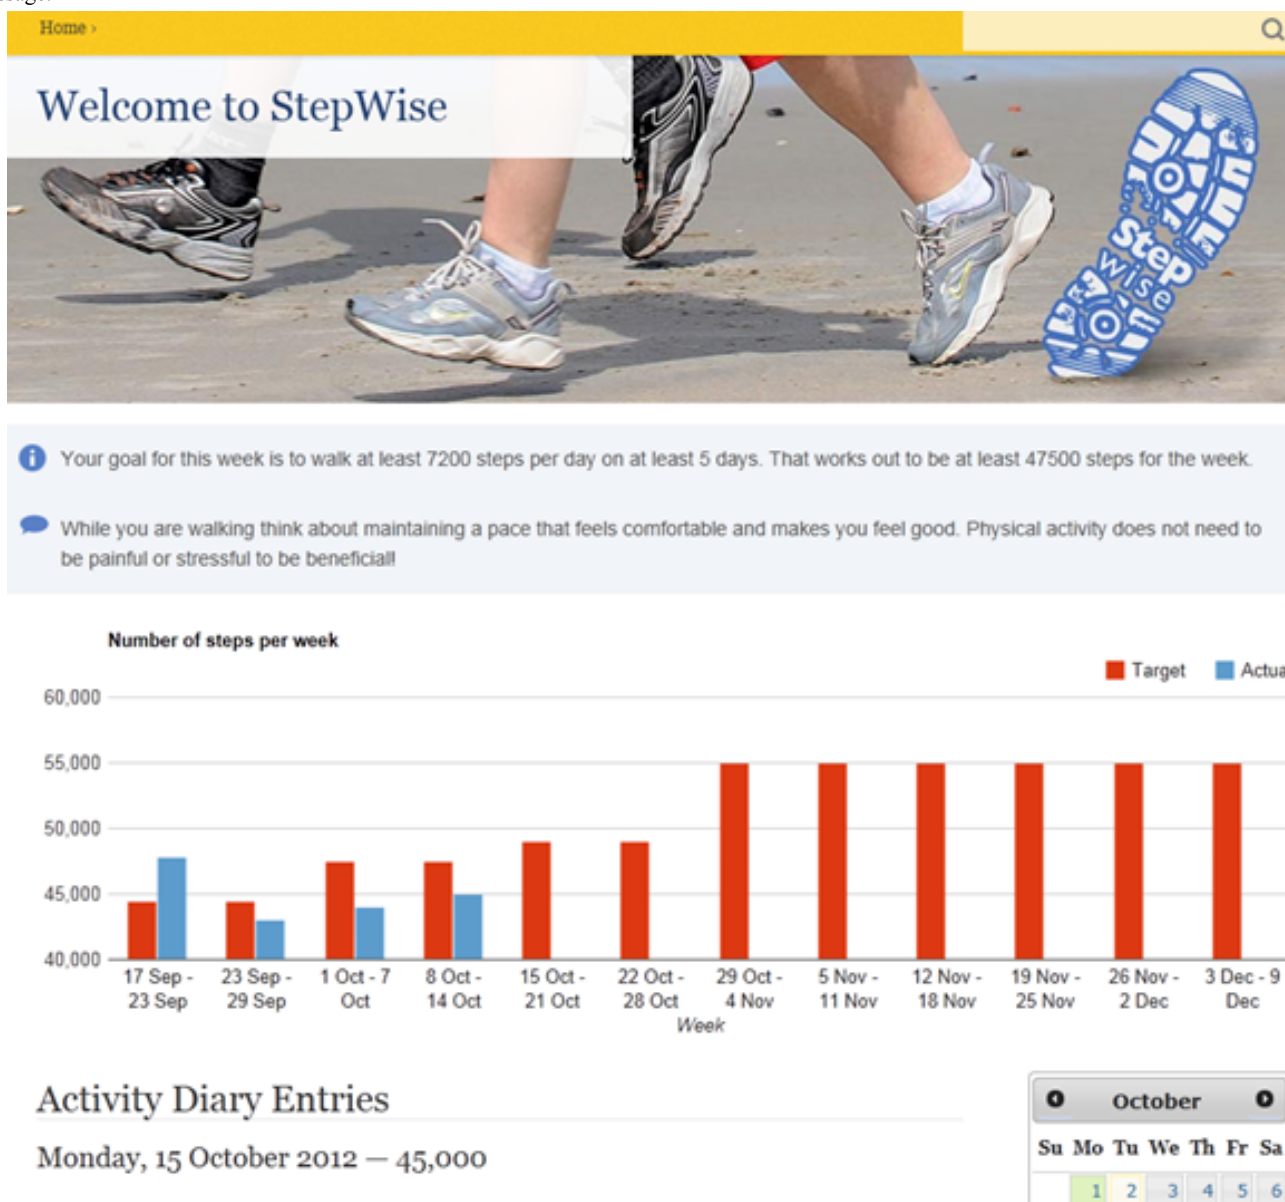 Home ›
Welcome to StepWise
step
wise
Your goal for this week is to walk at least 7200 steps per day on at least 5 days. That works out to be at least 47500 steps for the week.
While you are walking think about maintaining a pace that feels comfortable and makes you feel good. Physical activity does not need to
be painful or stressful to be beneficial!
Number of steps per week
Target Actua
60,000
55,000
50,000
45,000
40,000
17 Sep - 23 Sep - 1 Oct - 7 8 Oct - 15 Oct - 22 Oct - 29 Oct - 5 Nov - 12 Nov - 19 Nov - 26 Nov - 3 Dec - 9
23 Sep 29 Sep Oct 14 Oct 21 Oct 28 Oct 4 Nov 11 Nov 18 Nov 25 Nov 2 Dec Dec
Week
Activity Diary Entries
Monday, 15 October 2012 — 45,000
October
Su Mo Tu We Th Fr Sa
1 2 3 4 5 6